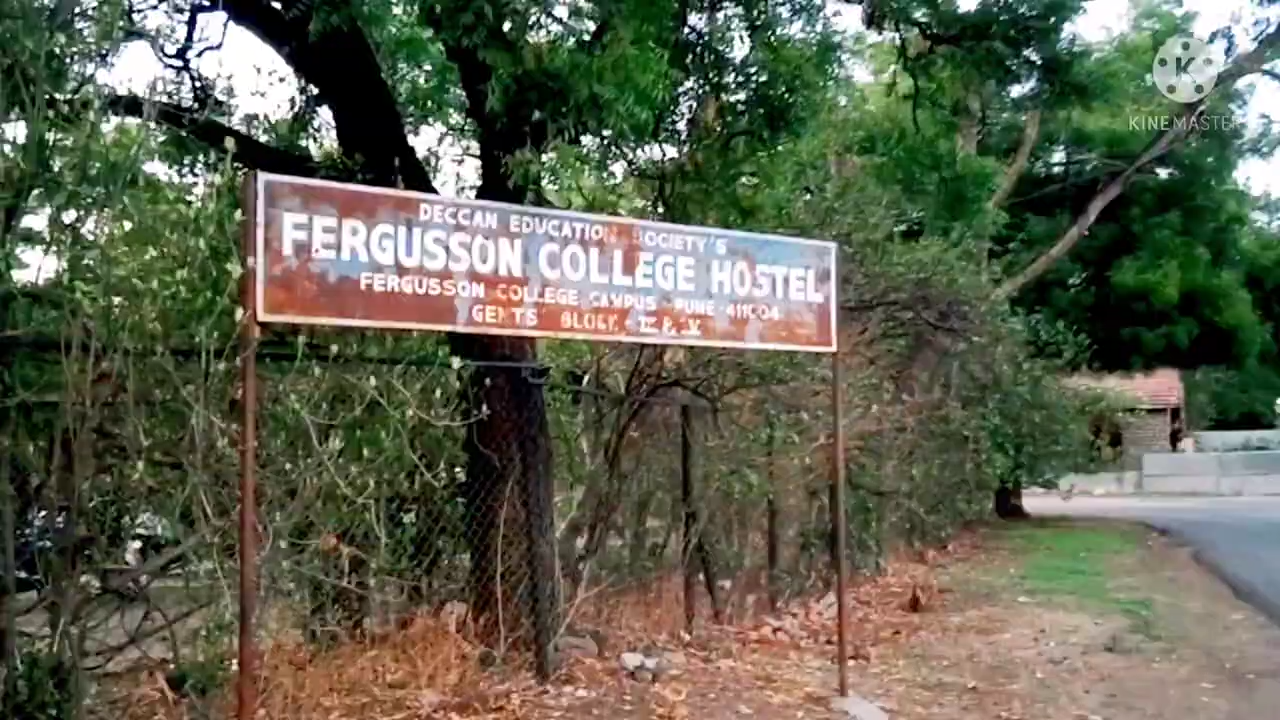 DECCAN EDUCATION SOCIETY'S
FERGUSSON COLLEGE HOSTEL
FERGUSSON COLLEGE CAMPUS PUNE-411004
GENTS' BLOCK-
K
KINEMASTER